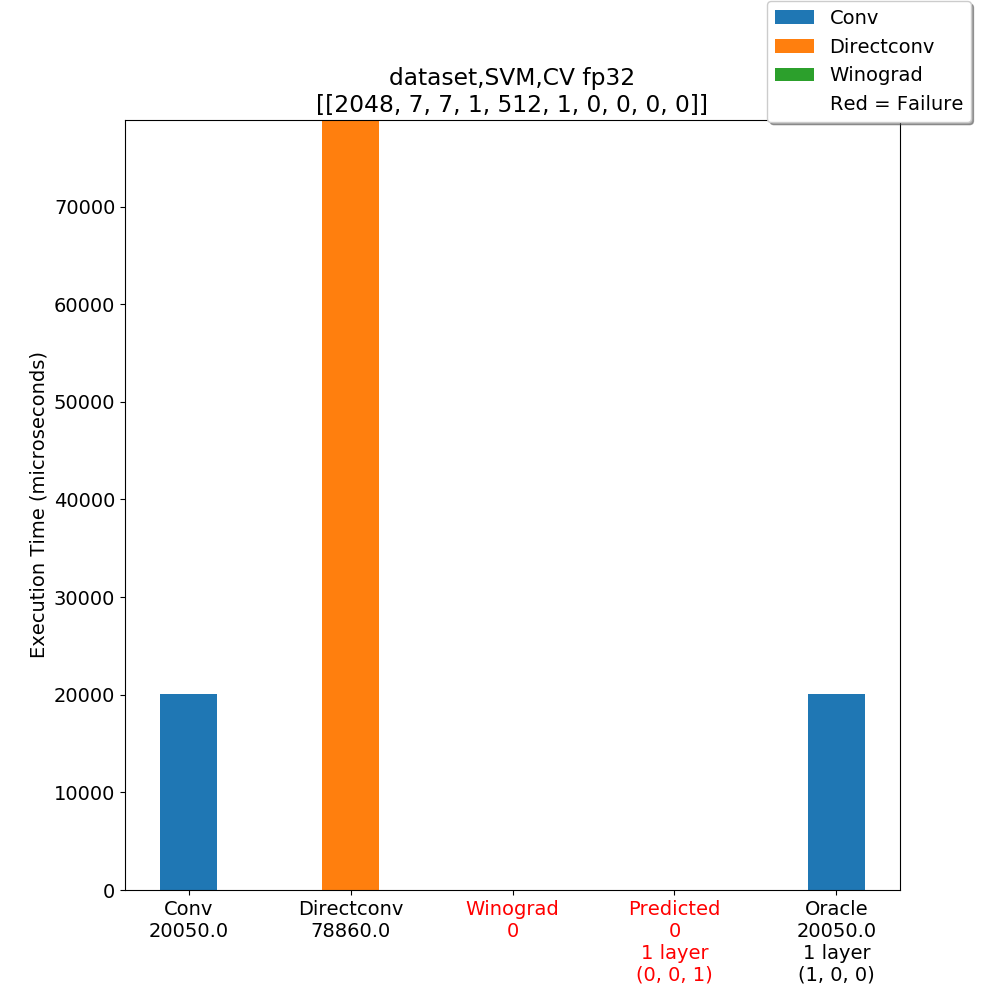 Conv
Directconv
Winograd
Red = Failure
dataset,SVM,CV fp32
[[2048, 7, 7, 1, 512, 1, 0, 0, 0, 0]]
Execution Time (microseconds)
70000
60000
50000
40000
30000
20000
10000
0
Conv
20050.0
Directconv
78860.0
Winograd
0
Predicted
0
1 layer
(0, 0, 1)
Oracle
20050.0
1 layer
(1, 0, 0)